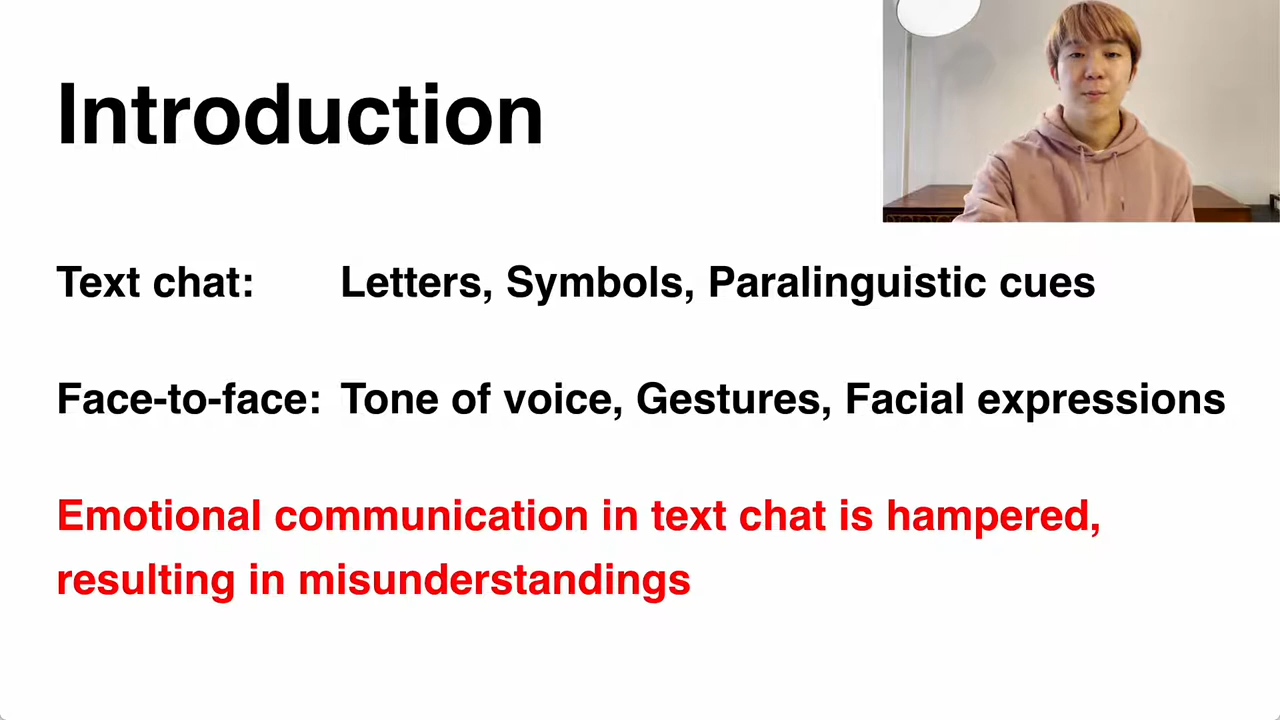 Introduction
Text chat: Letters, Symbols, Paralinguistic cues
Face-to-face: Tone of voice, Gestures, Facial expressions
Emotional communication in text chat is hampered,
resulting in misunderstandings